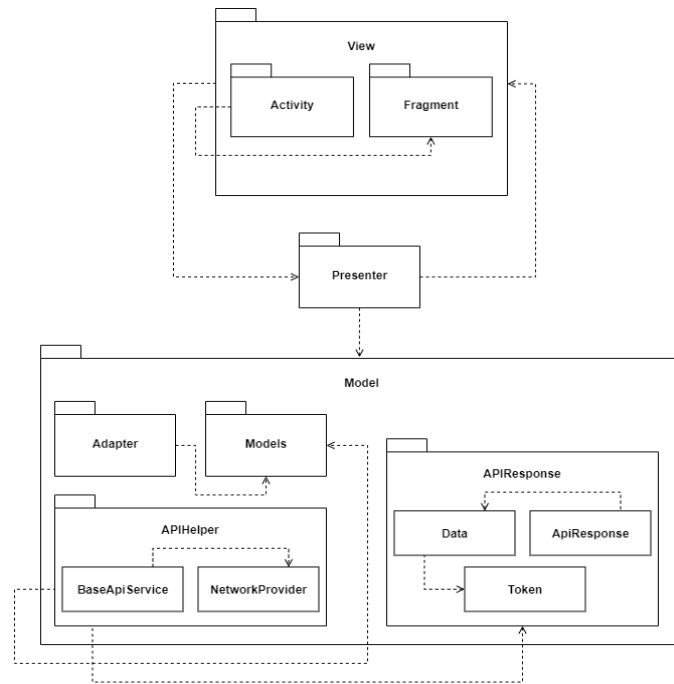 View
Activity
Fragment
Presenter
Model
Adapter
Models
APIResponse
APIHelper
Data
ApiResponse
BaseApiService
NetworkProvider
Token